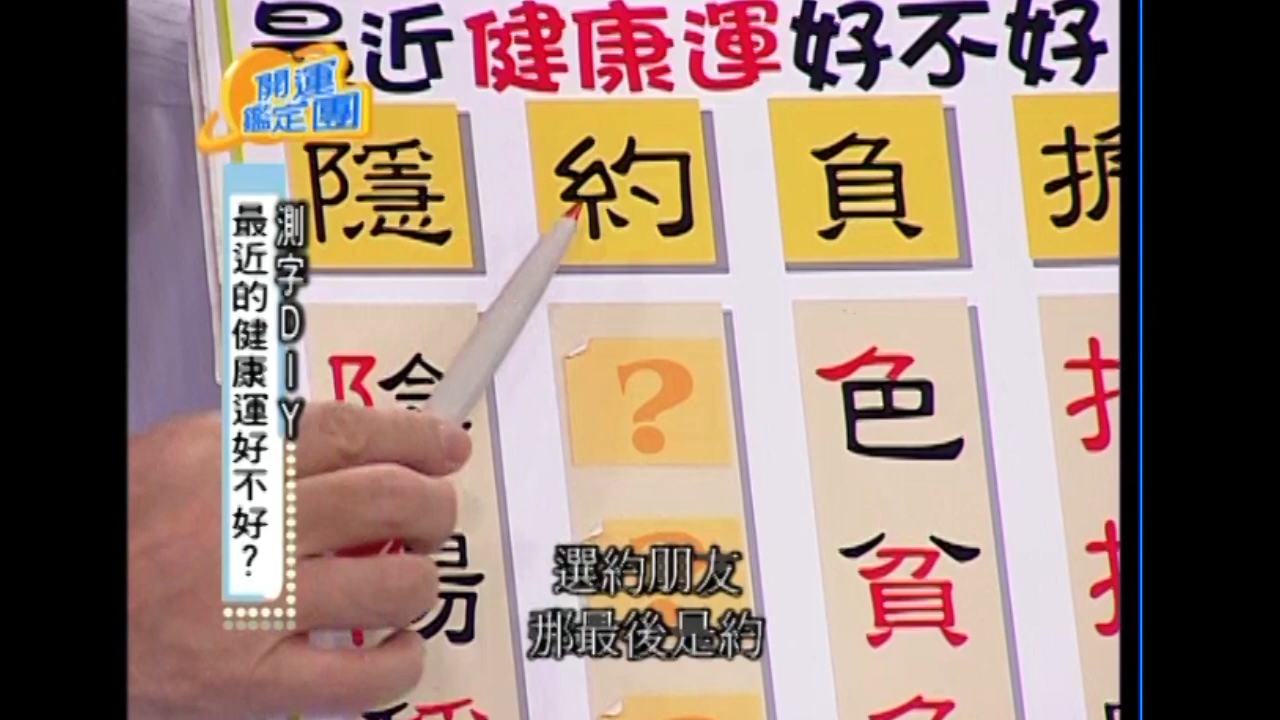 最近健康運好不好
開運
鑑定團
測字DIY
最近的健康運好不好?
隱 約 負
陰 ? 色
? 貧
選約朋友
那最後是約